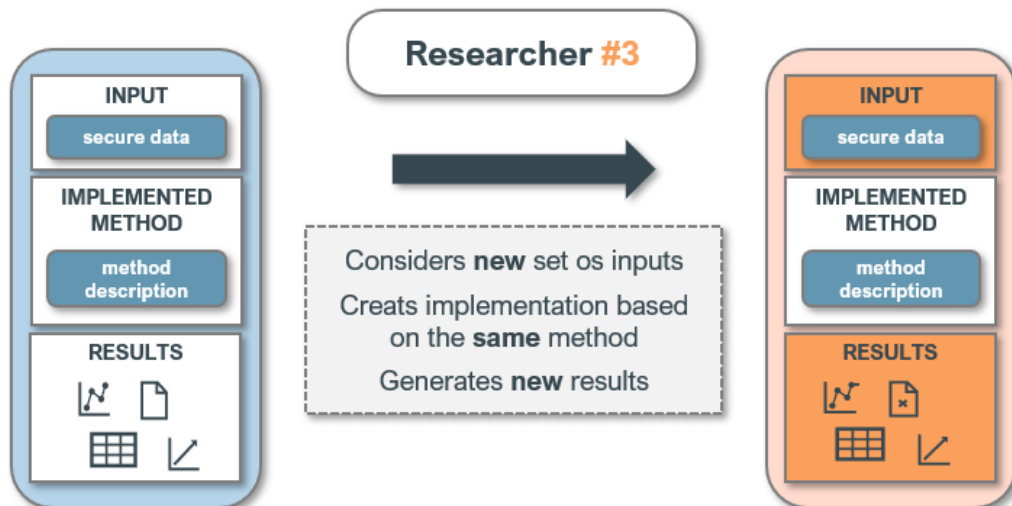 Researcher #3
INPUT
secure data
IMPLEMENTED
METHOD
method
description
RESULTS
Considers new set os inputs
Creats implementation based
on the same method
Generates new results
INPUT
secure data
IMPLEMENTED
METHOD
method
description
RESULTS